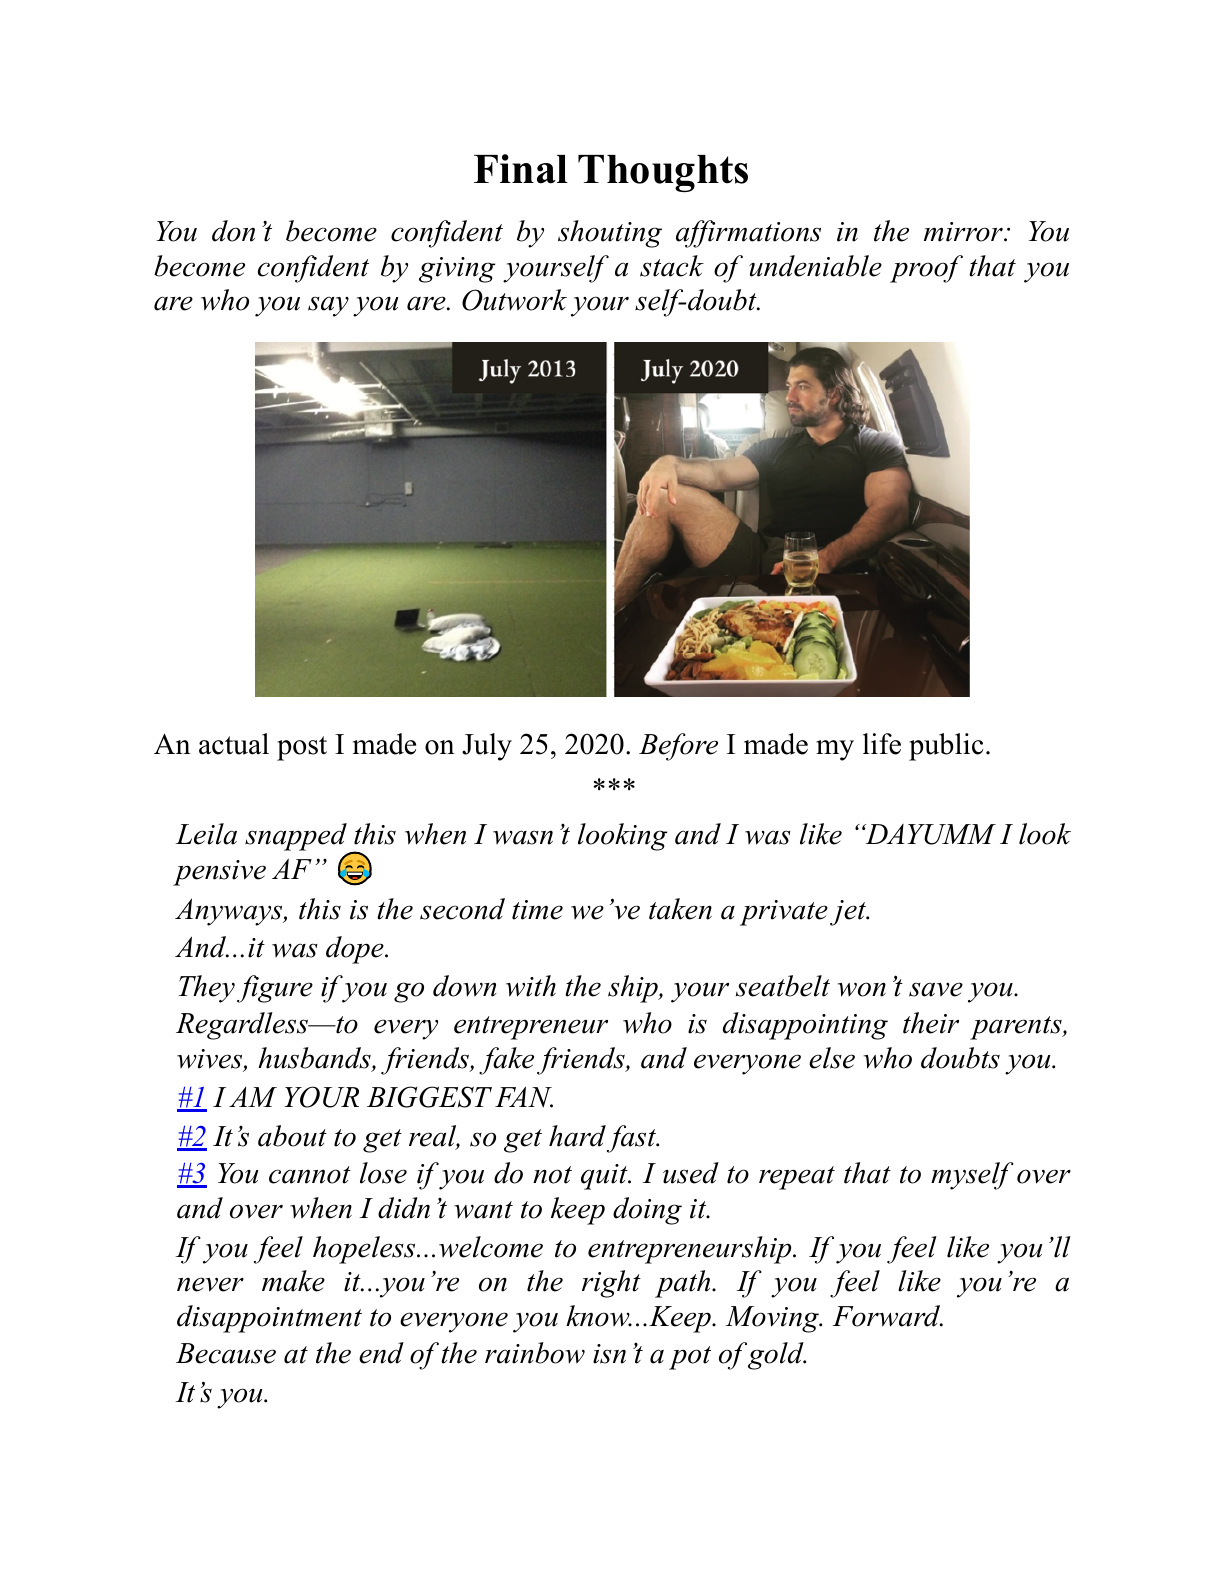 Final Thoughts
You don’t become confident by shouting affirmations in the mirror: You
become confident by giving yourself a stack of undeniable proof that you
are who you say you are. Outwork your self-doubt.
July 2013
July 2020
An actual post I made on July 25, 2020. Before I made my life public.
***
Leila snapped this when I wasn’t looking and I was like “DAYUMM I look
pensive AF” 😂
Anyways, this is the second time we’ve taken a private jet.
And...it was dope.
They figure if you go down with the ship, your seatbelt won’t save you.
Regardless—to every entrepreneur who is disappointing their parents,
wives, husbands, friends, fake friends, and everyone else who doubts you.
#1 I AM YOUR BIGGEST FAN.
#2 It’s about to get real, so get hard fast.
#3 You cannot lose if you do not quit. I used to repeat that to myself over
and over when I didn’t want to keep doing it.
If you feel hopeless...welcome to entrepreneurship. If you feel like you’ll
never make it...you’re on the right path. If you feel like you’re a
disappointment to everyone you know...Keep. Moving. Forward.
Because at the end of the rainbow isn’t a pot of gold.
It’s you.